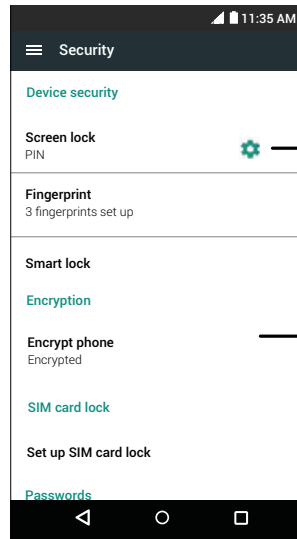 11:35 AM
Security
Device security
Screen lock
PIN
Fingerprint
3 fingerprints set up
Smart lock
Encryption
Encrypt phone
Encrypted
SIM card lock
Set up SIM card lock
Passwords